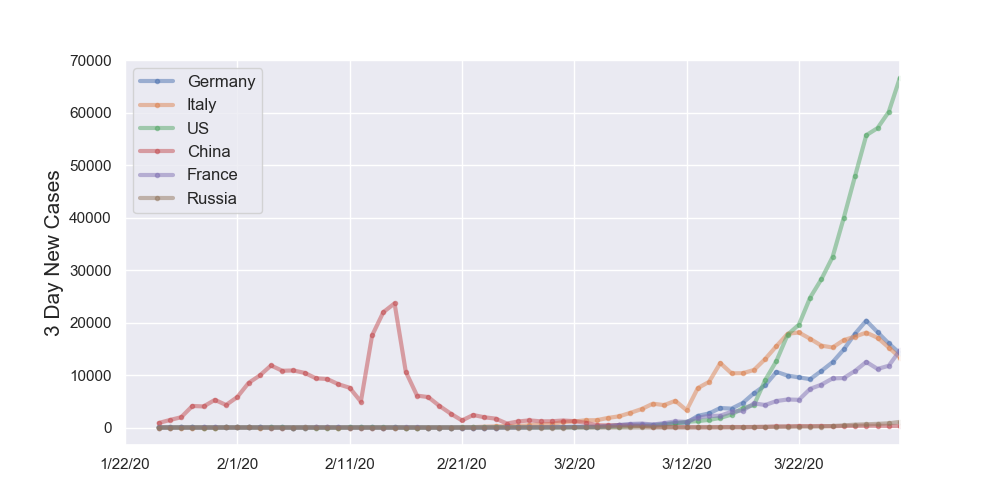 70000
60000
50000
40000
30000
20000
10000
0
3 Day New Cases
Germany
Italy
US
China
France
Russia
1/22/20
2/1/20
2/11/20
2/21/20
3/2/20
3/12/20
3/22/20